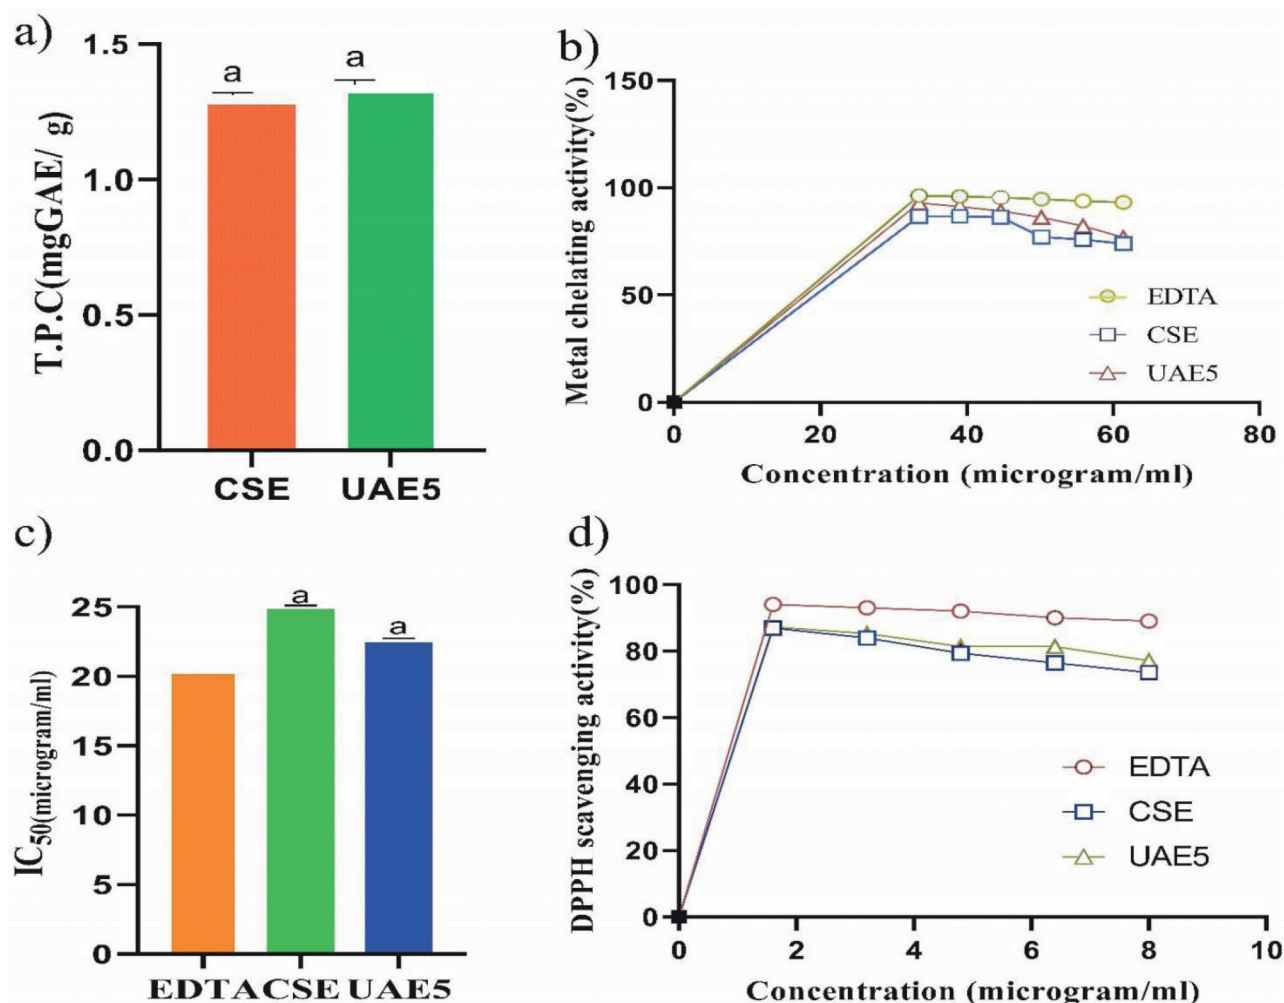 a)
T.P.C(mgGAE/ g)
1.5
1.0
0.5
0.0
a
a
CSE
UAE5
b)
Metal chelating activity(%)
150
100
50
0
EDTA
CSE
UAE5
0
20
40
60
80
Concentration (microgram/ml)
c)
IC50(microgram/ml)
25
20
15
10
5
0
a
a
EDTA
CSE
UAE5
d)
DPPH scavenging activity(%)
100
80
60
40
20
0
EDTA
CSE
UAE5
0
2
4
6
8
10
Concentration (microgram/ml)